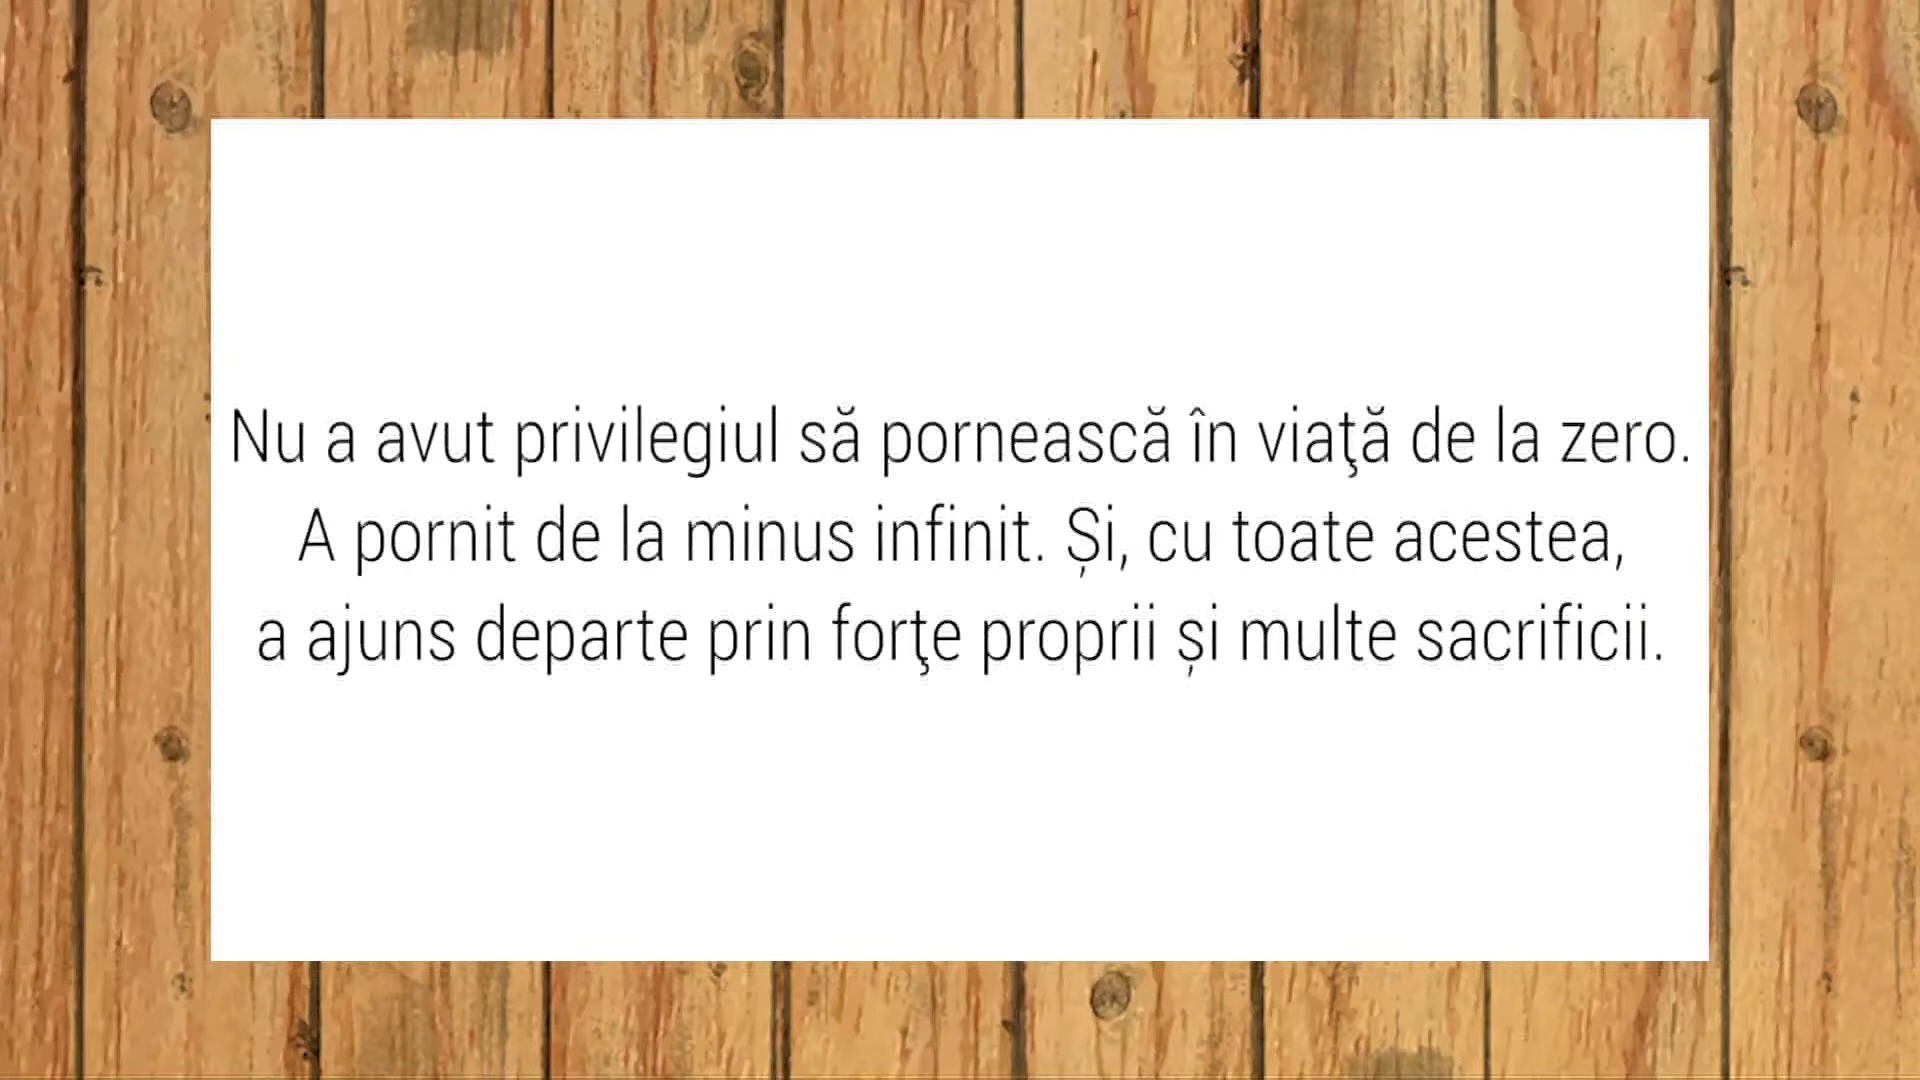 Nu a avut privilegiul să pornească în viaţă de la zero.
A pornit de la minus infinit. Și, cu toate acestea,
a ajuns departe prin forţe proprii și multe sacrificii.